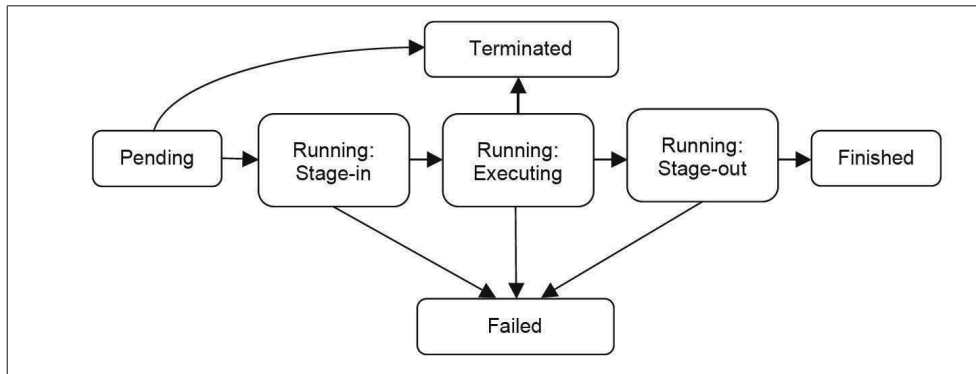 Terminated
Pending
Running:
Stage-in
Running:
Executing
Running:
Stage-out
Finished
Failed